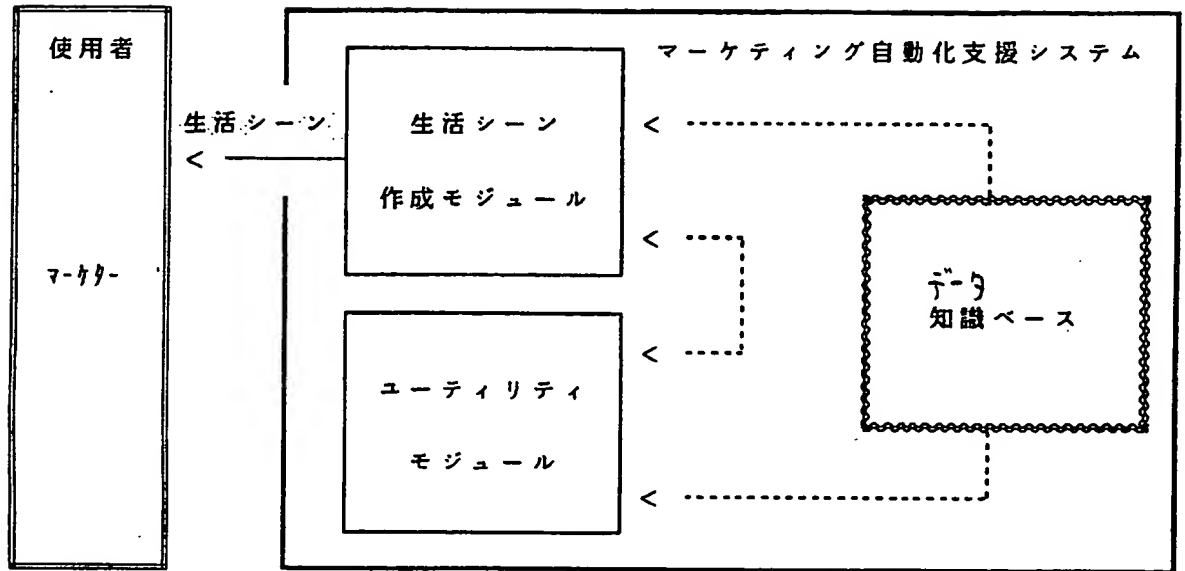 使用者
マーケター
マーケティング自動化支援システム
生活シーン
生活シーン
作成モジュール
ユーティリティ
モジュール
データ
知識ベース